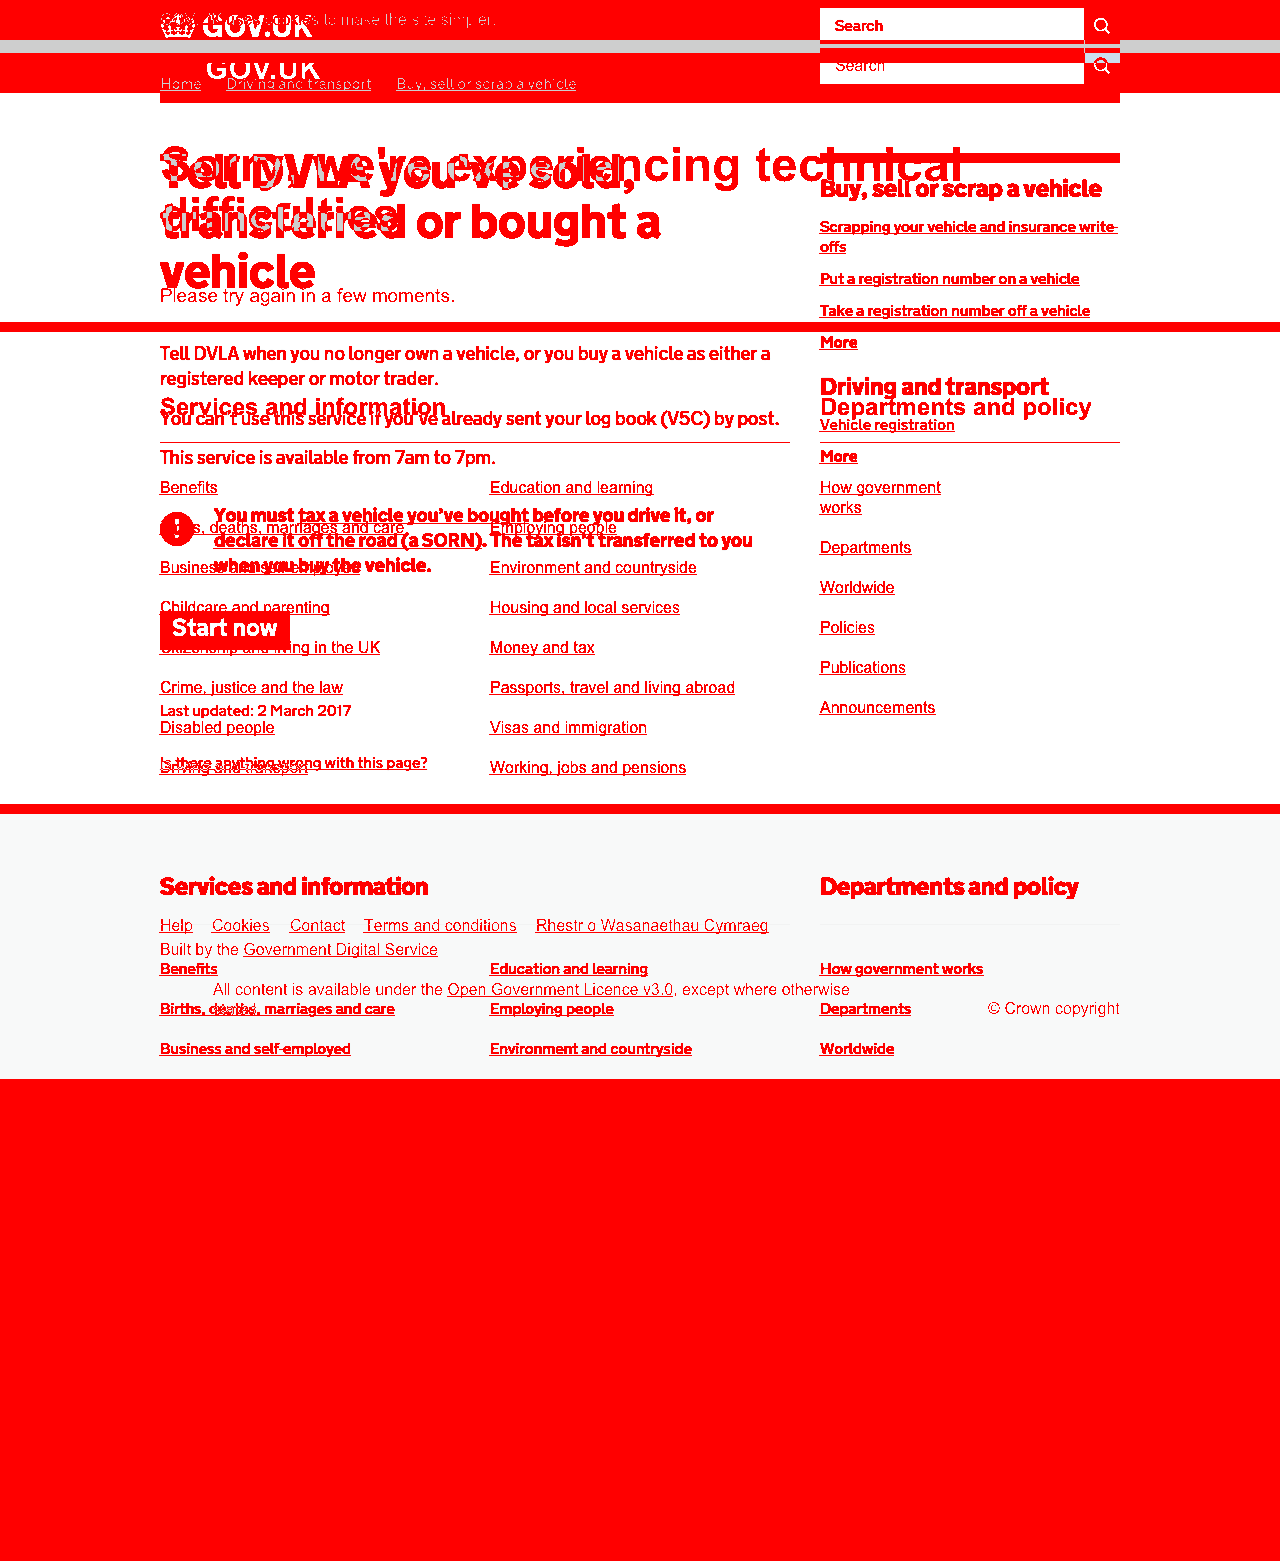 GOV.UK uses cookies to make the site simpler.
GOV.UK
Search
GOV.UK
Search
Home Driving and transport Buy, sell or scrap a vehicle
Sorry, we're experiencing technical
difficulties
Tell DVLA you've sold,
transferred or bought a
vehicle
Please try again in a few moments.
Buy, sell or scrap a vehicle
Scrapping your vehicle and insurance write-
offs
Put a registration number on a vehicle
Take a registration number off a vehicle
More
Tell DVLA when you no longer own a vehicle, or you buy a vehicle as either a
registered keeper or motor trader.
Driving and transport
Services and information
Departments and policy
You can't use this service if you've already sent your log book (V5C) by post.
Vehicle registration
This service is available from 7am to 7pm.
More
Benefits
Education and learning
How government
works
You must tax a vehicle you've bought before you drive it, or
declare it off the road (a SORN). The tax isn't transferred to you
when you buy the vehicle.
Births, deaths, marriages and care
Employing people
Departments
Business and self-employed
Environment and countryside
Worldwide
Childcare and parenting
Housing and local services
Start now
Policies
Citizenship and living in the UK
Money and tax
Publications
Crime, justice and the law
Passports, travel and living abroad
Announcements
Last updated: 2 March 2017
Disabled people
Visas and immigration
Is there anything wrong with this page?
Driving and transport
Working, jobs and pensions
Services and information
Departments and policy
Help Cookies Contact Terms and conditions Rhestr o Wasanaethau Cymraeg
Built by the Government Digital Service
Benefits
Education and learning
How government works
All content is available under the Open Government Licence v3.0, except where otherwise
stated
Births, deaths, marriages and care
Employing people
Departments
© Crown copyright
Business and self-employed
Environment and countryside
Worldwide